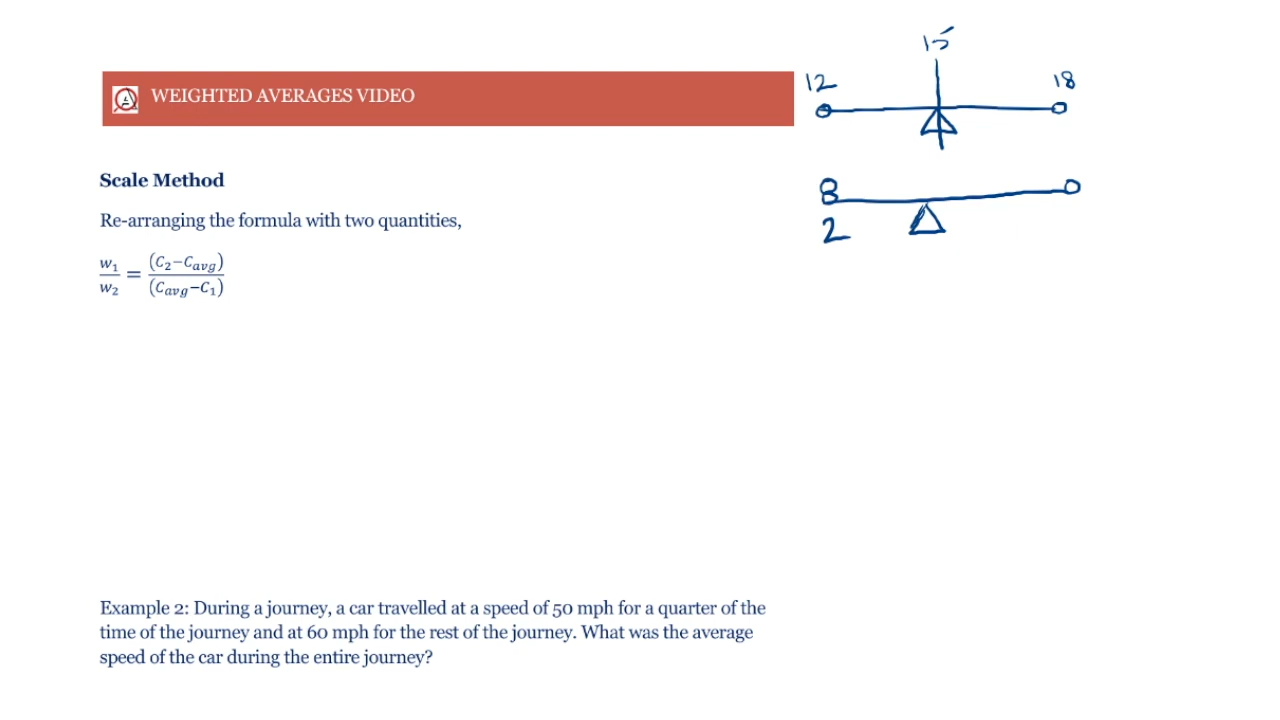 WEIGHTED AVERAGES VIDEO
15
12
18
Scale Method
Re-arranging the formula with two quantities,
w₁/w₂ = (C₂−Cₐᵥg)/(Cₐᵥg−C₁)
2
Example 2: During a journey, a car travelled at a speed of 50 mph for a quarter of the
time of the journey and at 60 mph for the rest of the journey. What was the average
speed of the car during the entire journey?